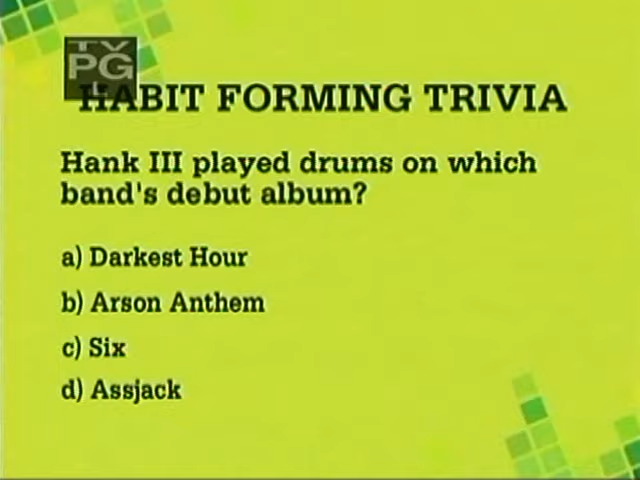 TV
PG
L
HABIT FORMING TRIVIA
Hank III played drums on which
band's debut album?
a) Darkest Hour
b) Arson Anthem
c) Six
d) Assjack